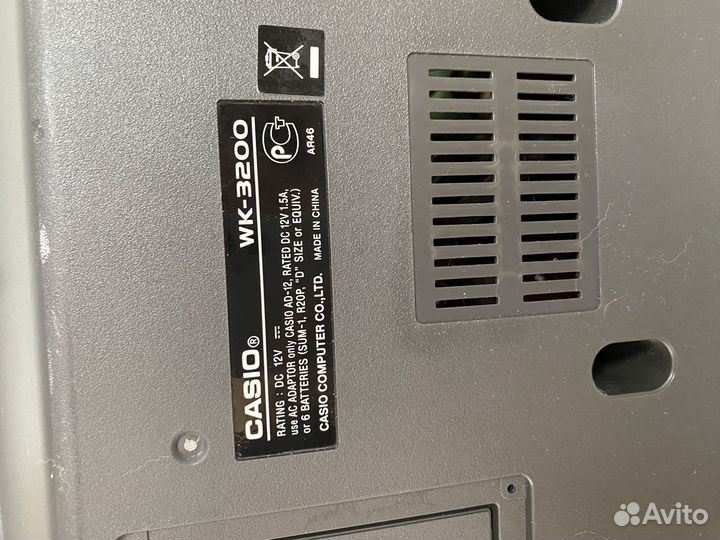 CASIO® WK-3200
RATING : DC 12V
use AC ADAPTOR only CASIO AD-12, RATED DC 12V 1.5A,
or 6 BATTERIES (SUM-1, R20P, "D" SIZE or EQUIV.)
CASIO COMPUTER CO.,LTD. MADE IN CHINA
РСТ
AR46
Avito